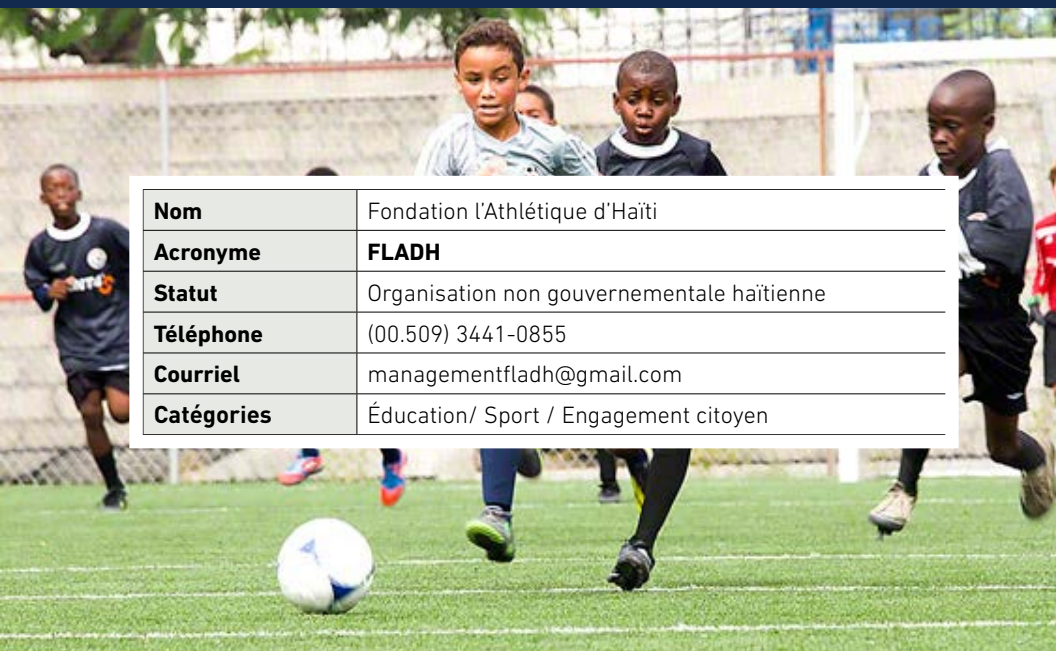 Nom Fondation l'Athlétique d'Haïti
Acronyme FLADH
Statut Organisation non gouvernementale haïtienne
Téléphone (00.509) 3441-0855
Courriel managementfladh@gmail.com
Catégories Éducation/ Sport / Engagement citoyen